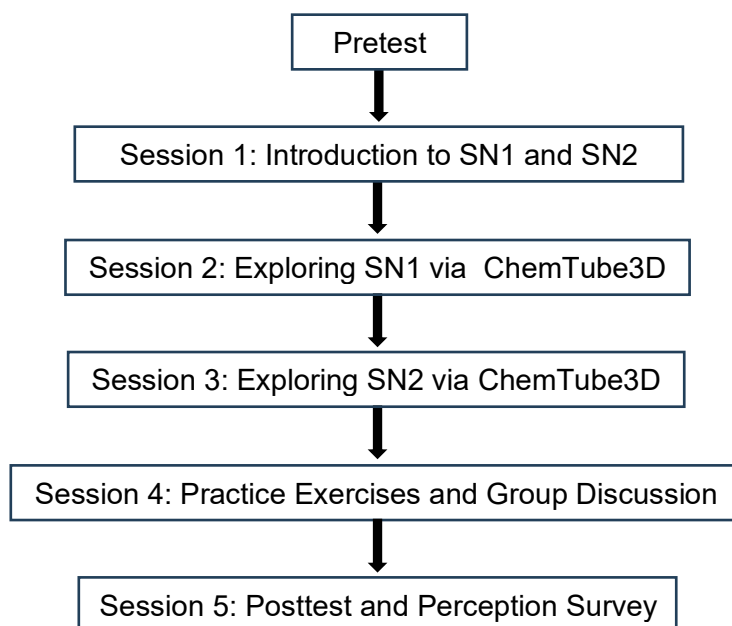 Pretest
Session 1: Introduction to SN1 and SN2
Session 2: Exploring SN1 via ChemTube3D
Session 3: Exploring SN2 via ChemTube3D
Session 4: Practice Exercises and Group Discussion
Session 5: Posttest and Perception Survey